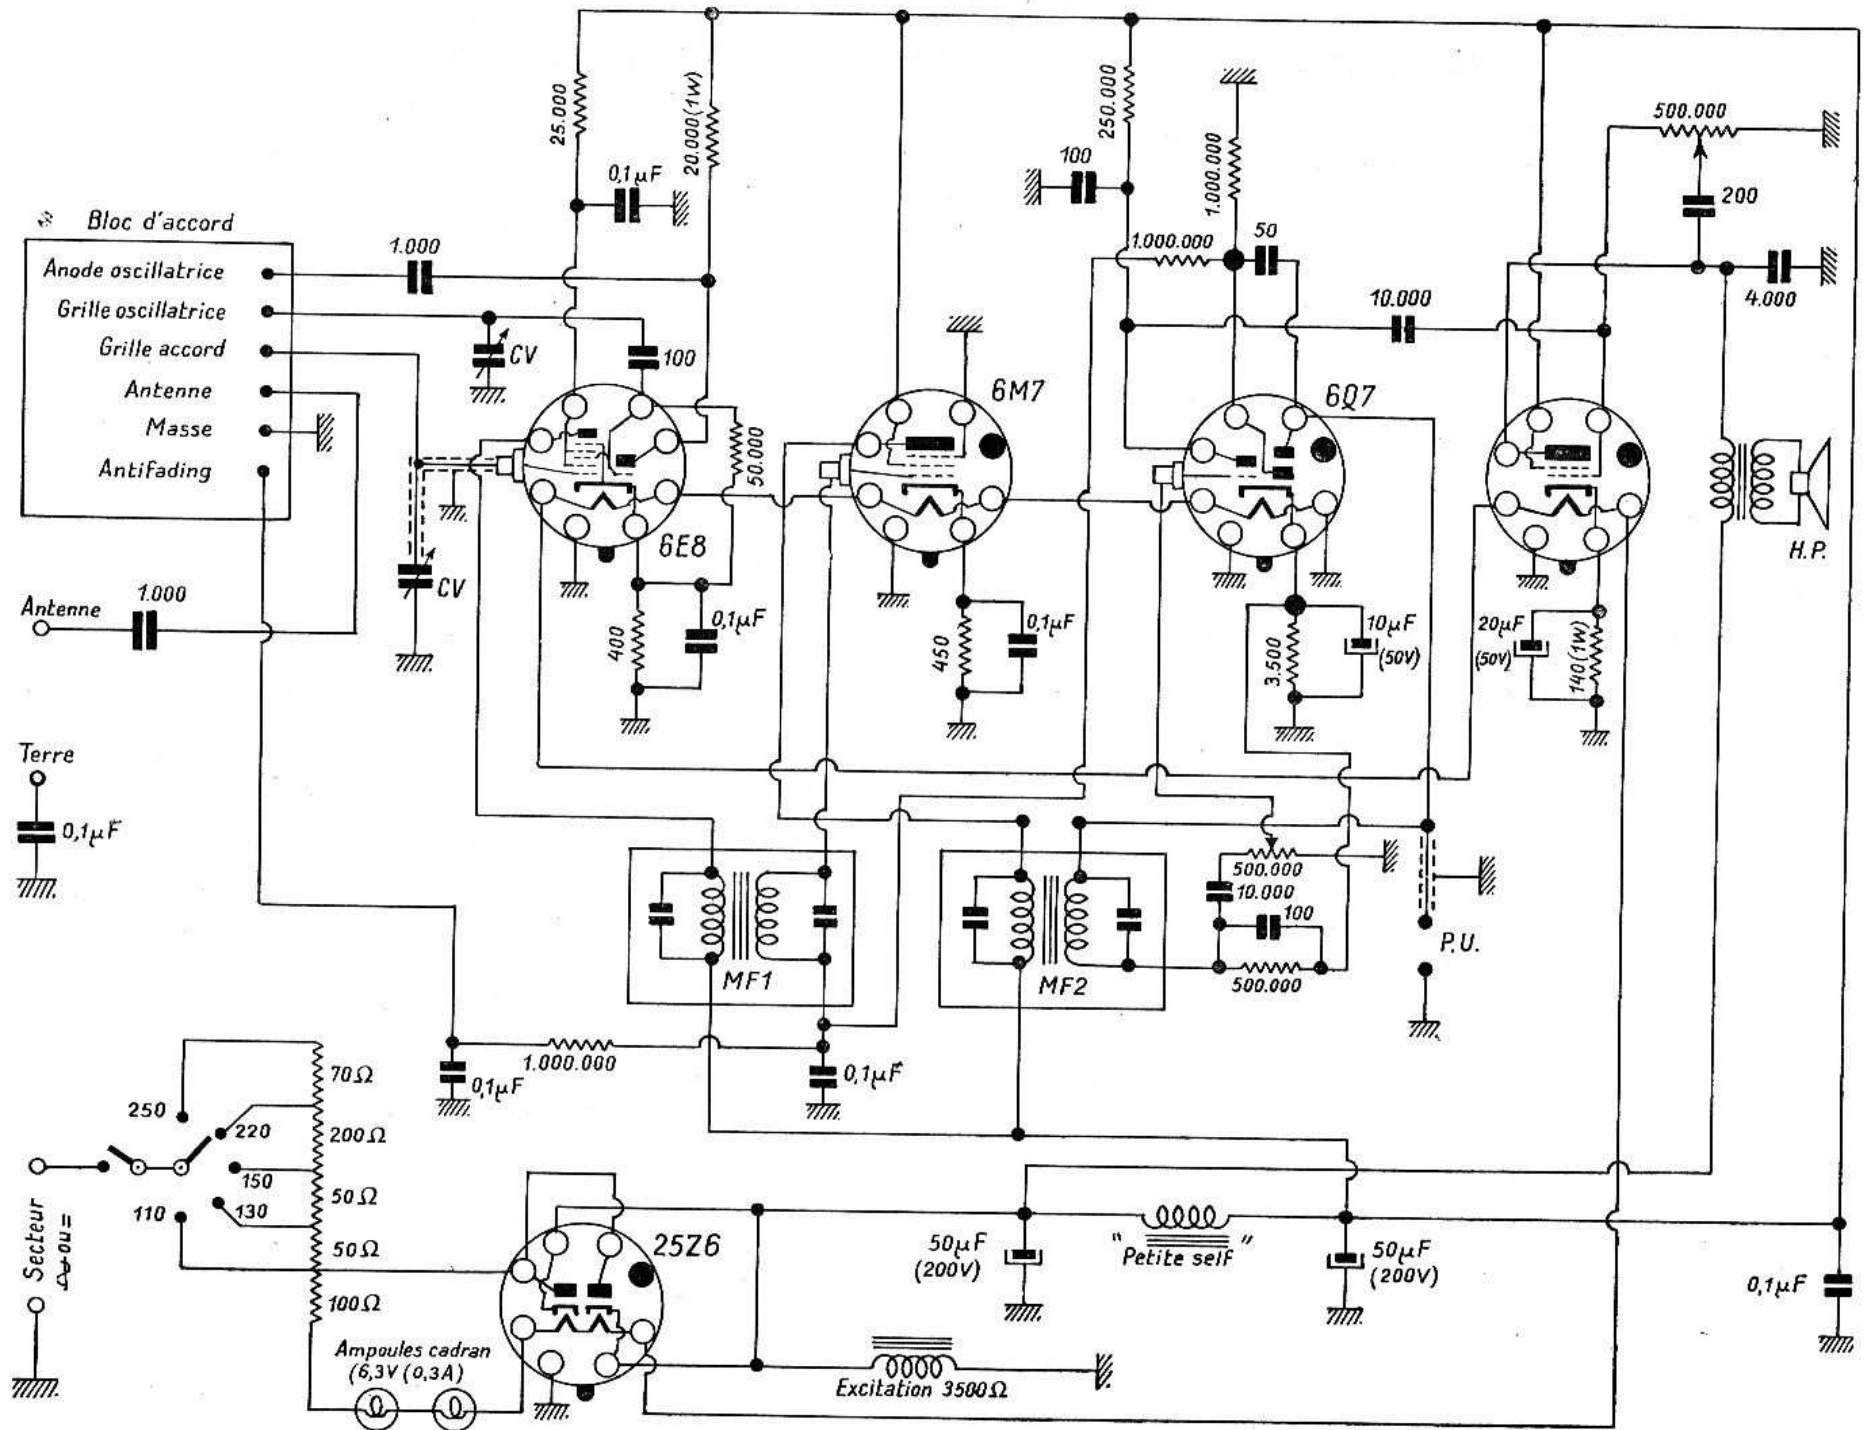 25.000
20.000(1W)
0,1µF
250.000
100
1.000.000
500.000
200
Bloc d'accord
Anode oscillatrice
Grille oscillatrice
Grille accord
Antenne
Masse
Antifading
1.000
CV
100
1.000.000
50
10.000
4.000
50.000
6E8
6M7
6Q7
H.P.
CV
Antenne
1.000
400
0,1µF
450
0,1µF
3.500
10µF
(50V)
20µF
(50V)
140(1W)
Terre
0,1µF
MF1
MF2
500.000
10.000
100
500.000
P.U.
1.000.000
0,1µF
0,1µF
250
220
150
130
110
70Ω
200Ω
50Ω
50Ω
100Ω
Secteur
ou =
25Z6
50µF
(200V)
"Petite self"
50µF
(200V)
0,1µF
Ampoules cadran
(6,3V (0,3A)
Excitation 3500Ω